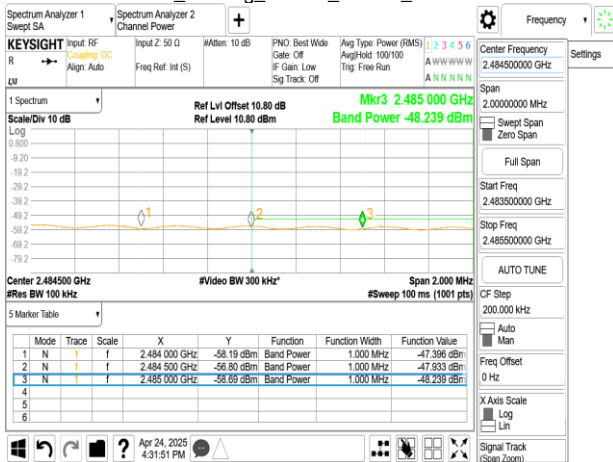 Spectrum Analyzer 1
Swept SA
Spectrum Analyzer 2
Channel Power
+
Frequency
KEYSIGHT
R
LXI
Input: RF
Coupling: DC
Align: Auto
Input Z: 50 Ω
Freq Ref: Int (S)
#Atten: 10 dB
PNO: Best Wide
Gate: Off
IF Gain: Low
Sig Track: Off
Avg Type: Power (RMS)
Avg|Hold: 100/100
Trig: Free Run
1 2 3 4 5 6
A W W W W W
A N N N N N
Center Frequency
2.484500000 GHz
Settings
Span
2.00000000 MHz
Swept Span
Zero Span
Full Span
Start Freq
2.483500000 GHz
Stop Freq
2.485500000 GHz
AUTO TUNE
CF Step
200.000 kHz
Auto
Man
Freq Offset
0 Hz
X Axis Scale
Log
Lin
Signal Track
(Span Zoom)
1 Spectrum
Scale/Div 10 dB
Ref Lvl Offset 10.80 dB
Ref Level 10.80 dBm
Mkr3 2.485 000 GHz
Band Power -48.239 dBm
Log
0.800
-9.20
-19.2
-29.2
-39.2
-49.2
-59.2
-69.2
-79.2
1
2
3
Center 2.484500 GHz
#Video BW 300 kHz*
Span 2.000 MHz
#Res BW 100 kHz
#Sweep 100 ms (1001 pts)
5 Marker Table
Mode Trace Scale X Y Function Function Width Function Value
1 N 1 f 2.484 000 GHz -58.19 dBm Band Power 1.000 MHz -47.396 dBm
2 N 1 f 2.484 500 GHz -56.80 dBm Band Power 1.000 MHz -47.933 dBm
3 N 1 f 2.485 000 GHz -58.69 dBm Band Power 1.000 MHz -48.239 dBm
4
5
6
?
Apr 24, 2025
4:31:51 PM